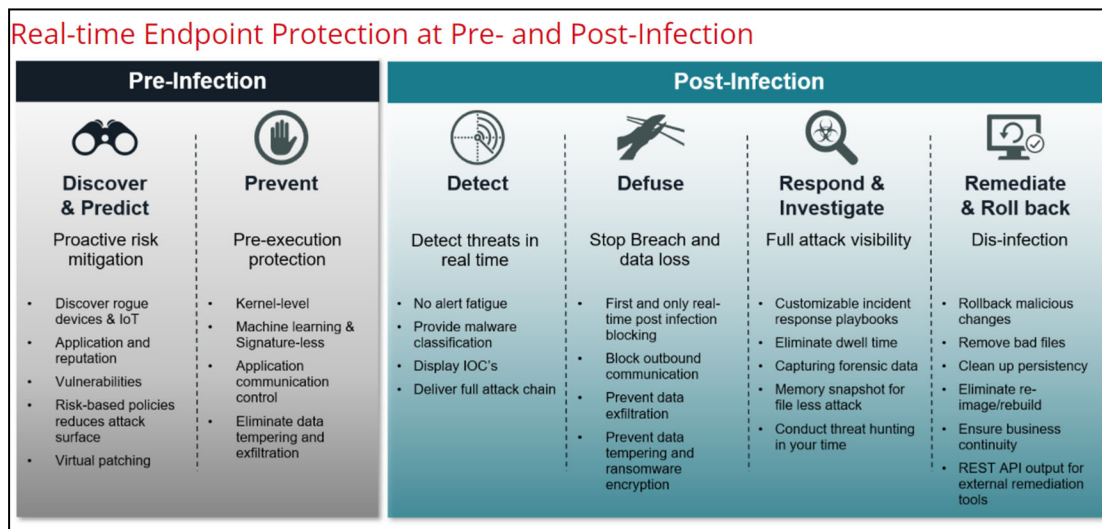 Real-time Endpoint Protection at Pre- and Post-Infection
Pre-Infection
Discover
& Predict
Proactive risk
mitigation
• Discover rogue
devices & IoT
• Application and
reputation
• Vulnerabilities
• Risk-based policies
reduces attack
surface
• Virtual patching
Prevent
Pre-execution
protection
• Kernel-level
• Machine learning &
Signature-less
• Application
communication
control
• Eliminate data
tempering and
exfiltration
Post-Infection
Detect
Detect threats in
real time
• No alert fatigue
• Provide malware
classification
• Display IOC's
• Deliver full attack chain
Defuse
Stop Breach and
data loss
• First and only real-
time post infection
blocking
• Block outbound
communication
• Prevent data
exfiltration
• Prevent data
tempering and
ransomware
encryption
Respond &
Investigate
Full attack visibility
• Customizable incident
response playbooks
• Eliminate dwell time
• Capturing forensic data
• Memory snapshot for
file less attack
• Conduct threat hunting
in your time
Remediate
& Roll back
Dis-infection
• Rollback malicious
changes
• Remove bad files
• Clean up persistency
• Eliminate re-
image/rebuild
• Ensure business
continuity
• REST API output for
external remediation
tools